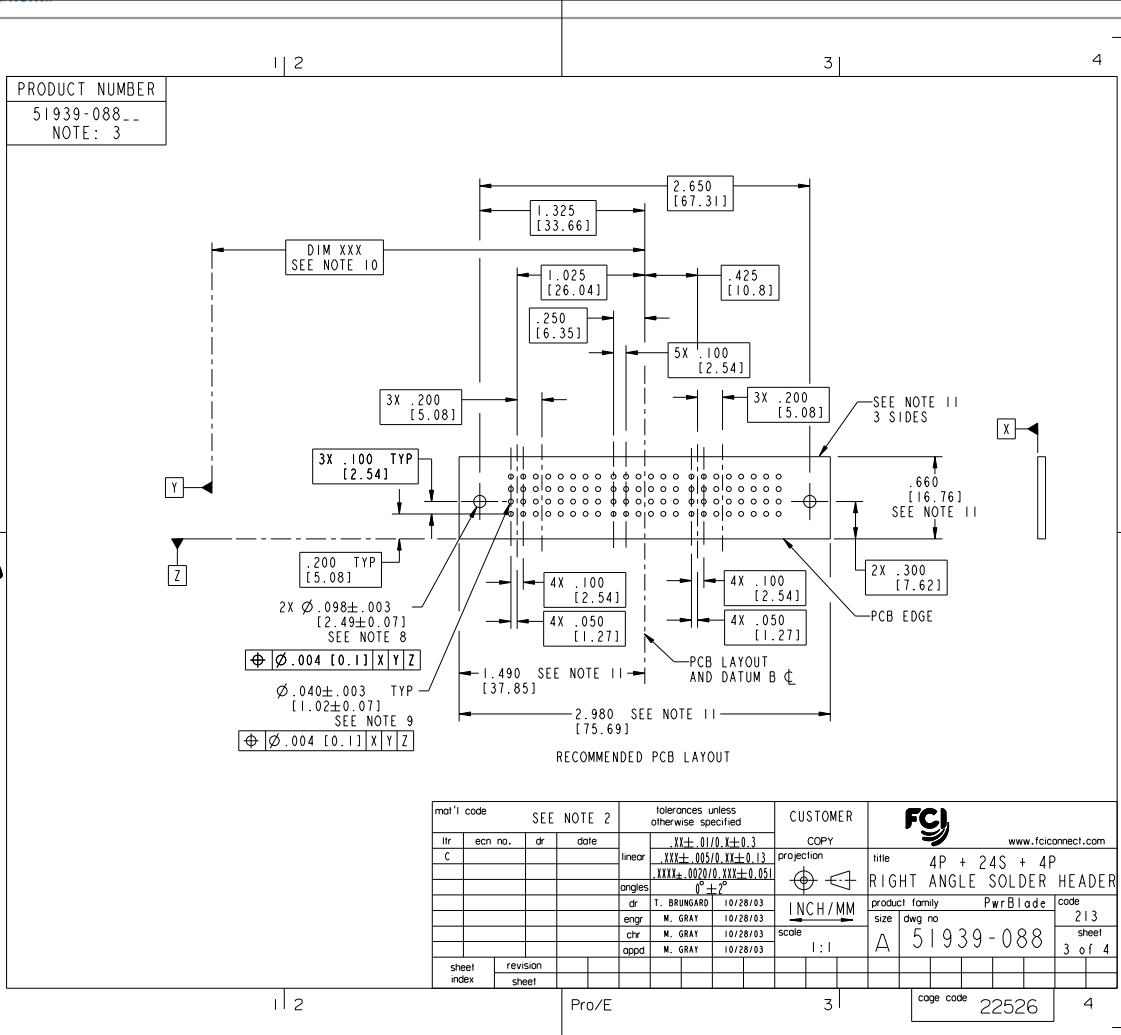 1 2 3 4
PRODUCT NUMBER
51939-088__
NOTE: 3
2.650
[67.31]
1.325
[33.66]
DIM XXX
SEE NOTE 10
1.025
[26.04]
.425
[10.8]
.250
[6.35]
5X .100
[2.54]
3X .200
[5.08]
3X .200
[5.08]
SEE NOTE 11
3 SIDES
X
3X .100 TYP
[2.54]
Y
.660
[16.76]
SEE NOTE 11
Z
.200 TYP
[5.08]
4X .100
[2.54]
4X .100
[2.54]
2X .300
[7.62]
2X Ø.098±.003
[2.49±0.07]
SEE NOTE 8
4X .050
[1.27]
4X .050
[1.27]
PCB EDGE
⌖ Ø.004 [0.1] X Y Z
1.490 SEE NOTE 11
[37.85]
PCB LAYOUT
AND DATUM B ℄
Ø.040±.003 TYP
[1.02±0.07]
SEE NOTE 9
⌖ Ø.004 [0.1] X Y Z
2.980 SEE NOTE 11
[75.69]
RECOMMENDED PCB LAYOUT
mat'l code SEE NOTE 2
tolerances unless
otherwise specified
CUSTOMER
COPY
FCJ
www.fciconnect.com
ltr ecn no. dr date
C
linear
.XX±.01/0.X±0.3
.XXX±.005/0.XX±0.13
.XXXX±.0020/0.XXX±0.051
angles 0°±2°
projection
title 4P + 24S + 4P
RIGHT ANGLE SOLDER HEADER
dr T. BRUNGARD 10/28/03
engr M. GRAY 10/28/03
chr M. GRAY 10/28/03
appd M. GRAY 10/28/03
INCH/MM
scale
1:1
product family PwrBlade
code
213
size
A
dwg no
51939-088
sheet
3 of 4
sheet
index
revision
sheet
1 2 Pro/E 3 4
cage code 22526